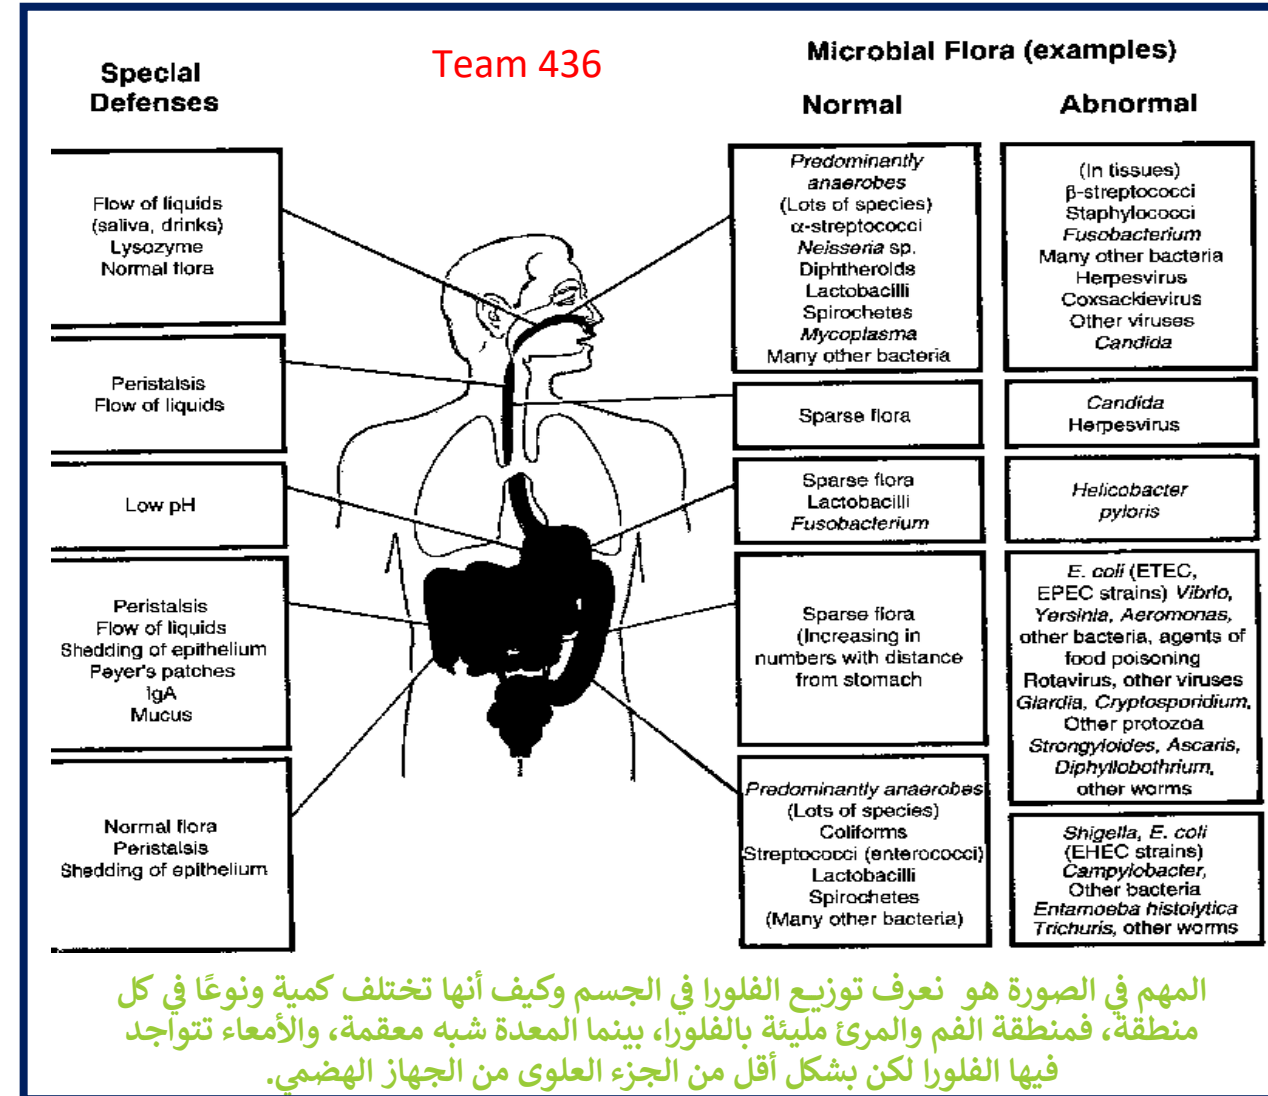 Team 436
Special
Defenses
Microbial Flora (examples)
Normal
Abnormal
Flow of liquids
(saliva, drinks)
Lysozyme
Normal flora
Predominantly
anaerobes
(Lots of species)
α-streptococci
Neisseria sp.
Diphtheroids
Lactobacilli
Spirochetes
Mycoplasma
Many other bacteria
(In tissues)
β-streptococci
Staphylococci
Fusobacterium
Many other bacteria
Herpesvirus
Coxsackievirus
Other viruses
Candida
Peristalsis
Flow of liquids
Sparse flora
Candida
Herpesvirus
Low pH
Sparse flora
Lactobacilli
Fusobacterium
Helicobacter
pyloris
Peristalsis
Flow of liquids
Shedding of epithelium
Peyer's patches
IgA
Mucus
Sparse flora
(Increasing in
numbers with distance
from stomach
E. coli (ETEC,
EPEC strains) Vibrio,
Yersinia, Aeromonas,
other bacteria, agents of
food poisoning
Rotavirus, other viruses
Giardia, Cryptosporidium,
Other protozoa
Strongyloides, Ascaris,
Diphyllobothrium,
other worms
Normal flora
Peristalsis
Shedding of epithelium
Predominantly anaerobes
(Lots of species)
Coliforms
Streptococci (enterococci)
Lactobacilli
Spirochetes
(Many other bacteria)
Shigella, E. coli
(EHEC strains)
Campylobacter,
Other bacteria
Entamoeba histolytica
Trichuris, other worms
المهم في الصورة هو نعرف توزيع الفلورا في الجسم وكيف أنها تختلف كمية ونوعًا في كل
منطقة، فمنطقة الفم والمرئ مليئة بالفلورا، بينما المعدة شبه معقمة، والأمعاء تتواجد
فيها الفلورا لكن بشكل أقل من الجزء العلوى من الجهاز الهضمي.